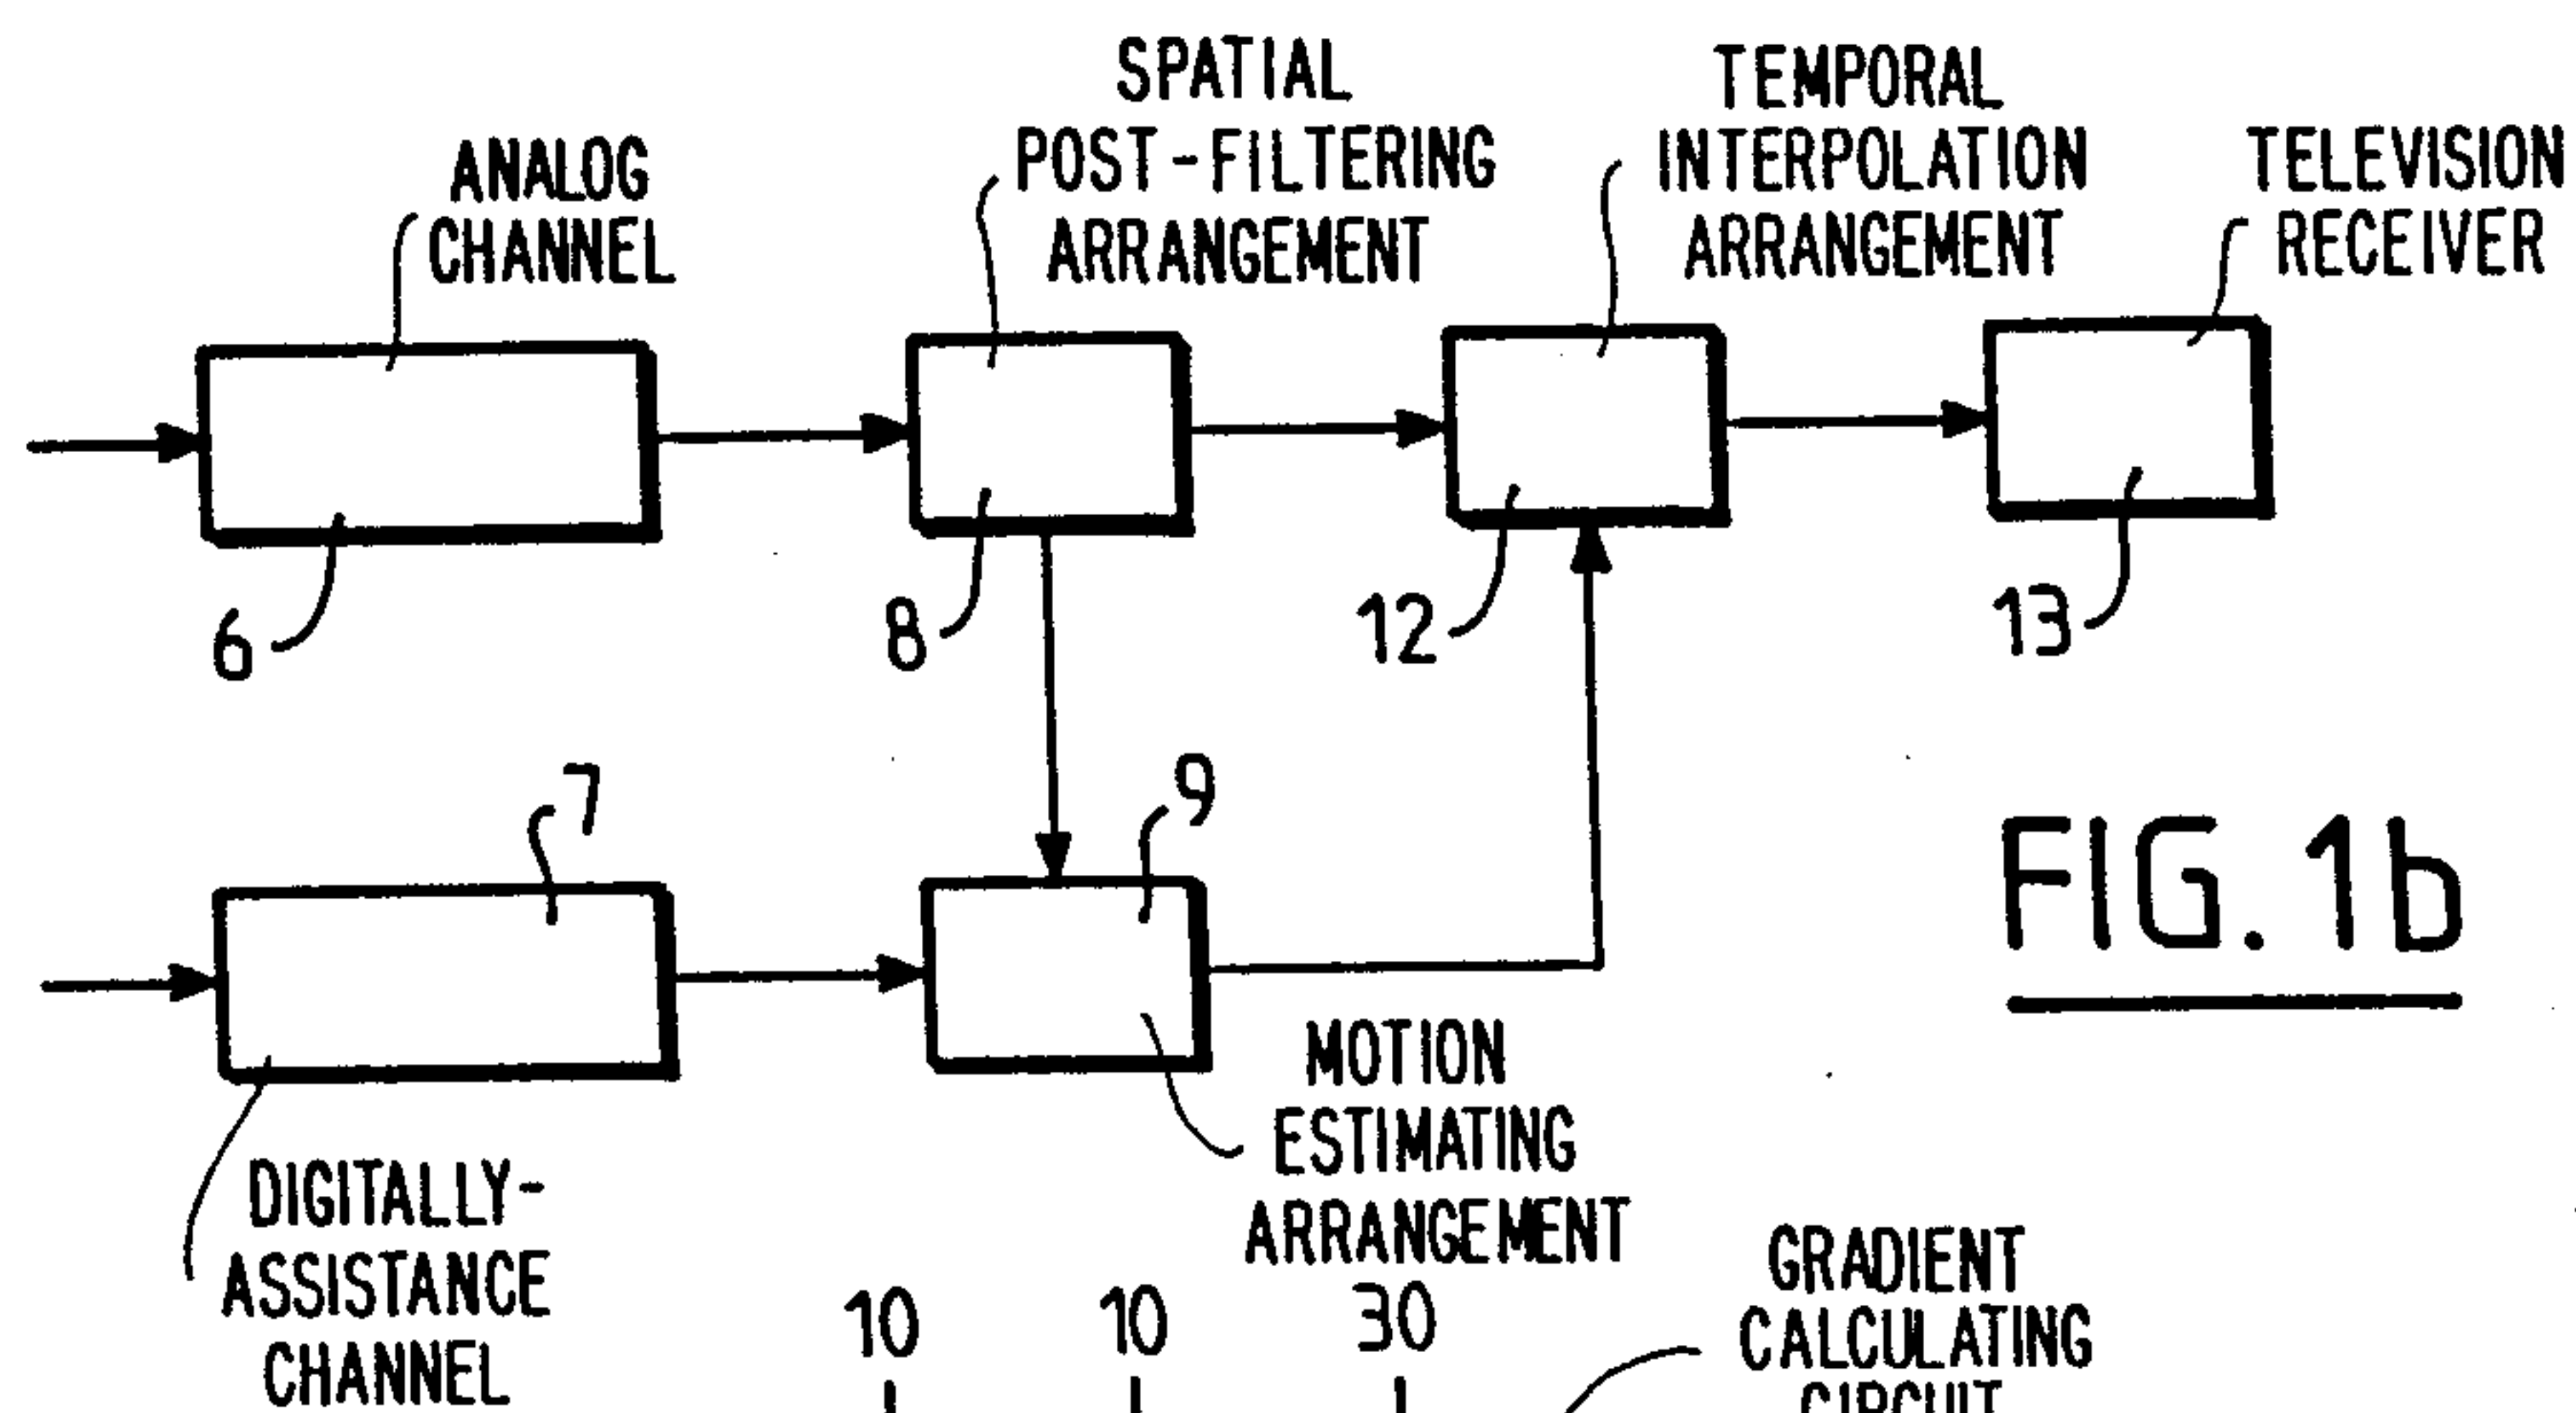 SPATIAL
POST-FILTERING
ARRANGEMENT
TEMPORAL
INTERPOLATION
ARRANGEMENT
TELEVISION
RECEIVER
ANALOG
CHANNEL
6
8
12
13
7
9
FIG. 1b
MOTION
ESTIMATING
ARRANGEMENT
DIGITALLY-
ASSISTANCE
CHANNEL
10
10
30
GRADIENT
CALCULATING
CIRCUIT